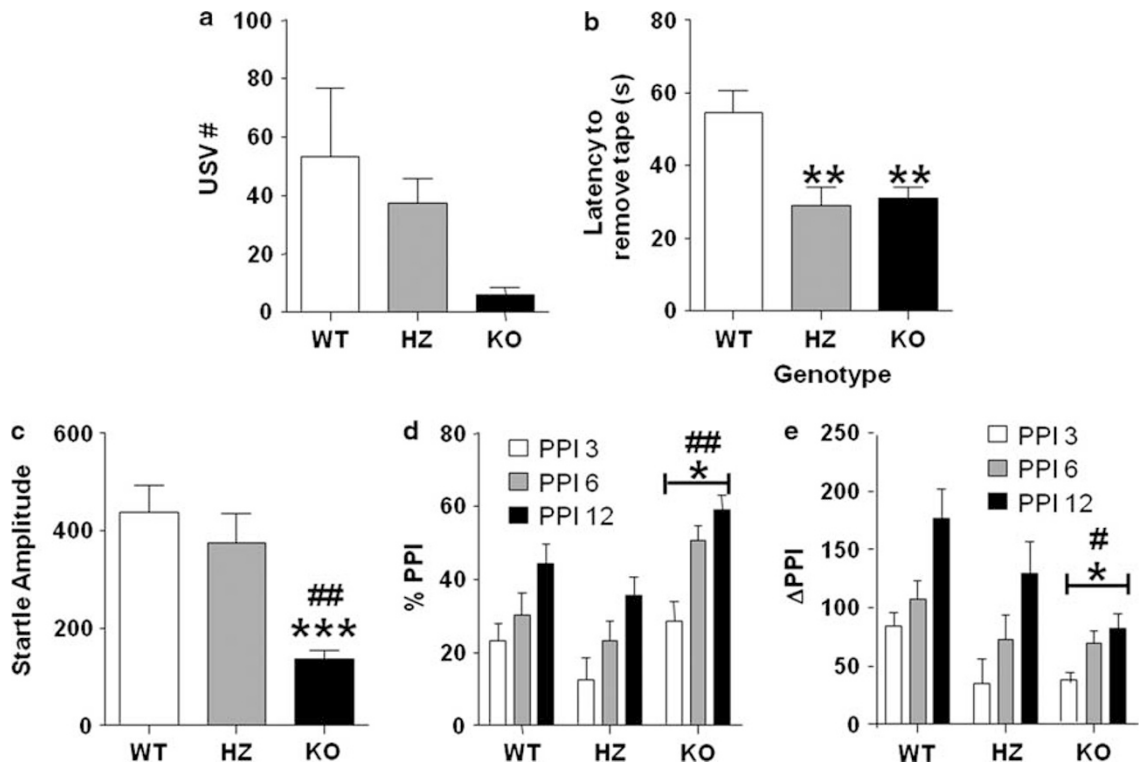 a
100
80
60
40
20
0
USV #
WT HZ KO
b
80
60
40
20
0
Latency to
remove tape (s)
** **
WT HZ KO
Genotype
c
600
400
200
0
Startle Amplitude
##
***
WT HZ KO
d
80
60
40
20
0
% PPI
PPI 3
PPI 6
PPI 12
##
*
WT HZ KO
e
250
200
150
100
50
0
ΔPPI
PPI 3
PPI 6
PPI 12
#
*
WT HZ KO